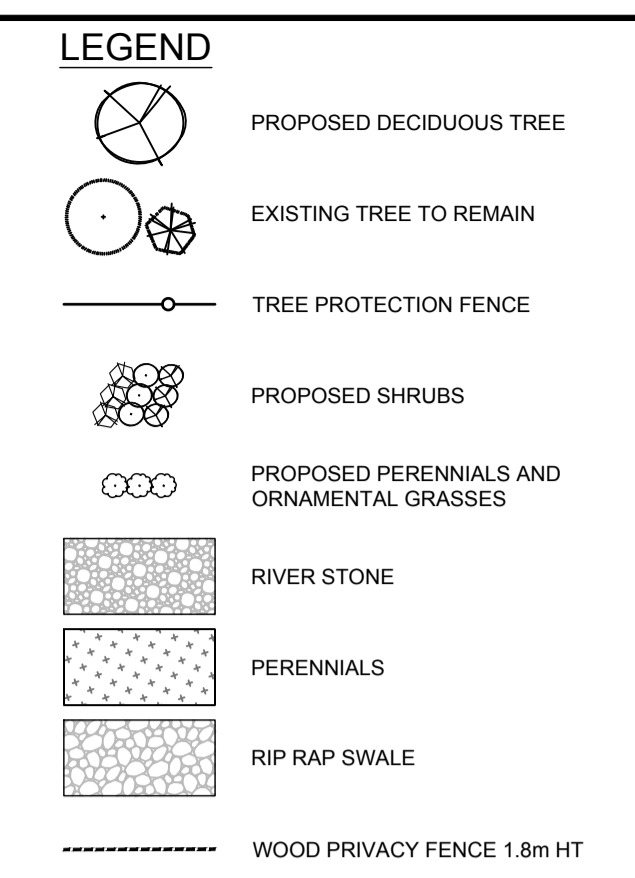 LEGEND
PROPOSED DECIDUOUS TREE
EXISTING TREE TO REMAIN
TREE PROTECTION FENCE
PROPOSED SHRUBS
PROPOSED PERENNIALS AND
ORNAMENTAL GRASSES
RIVER STONE
PERENNIALS
RIP RAP SWALE
WOOD PRIVACY FENCE 1.8m HT